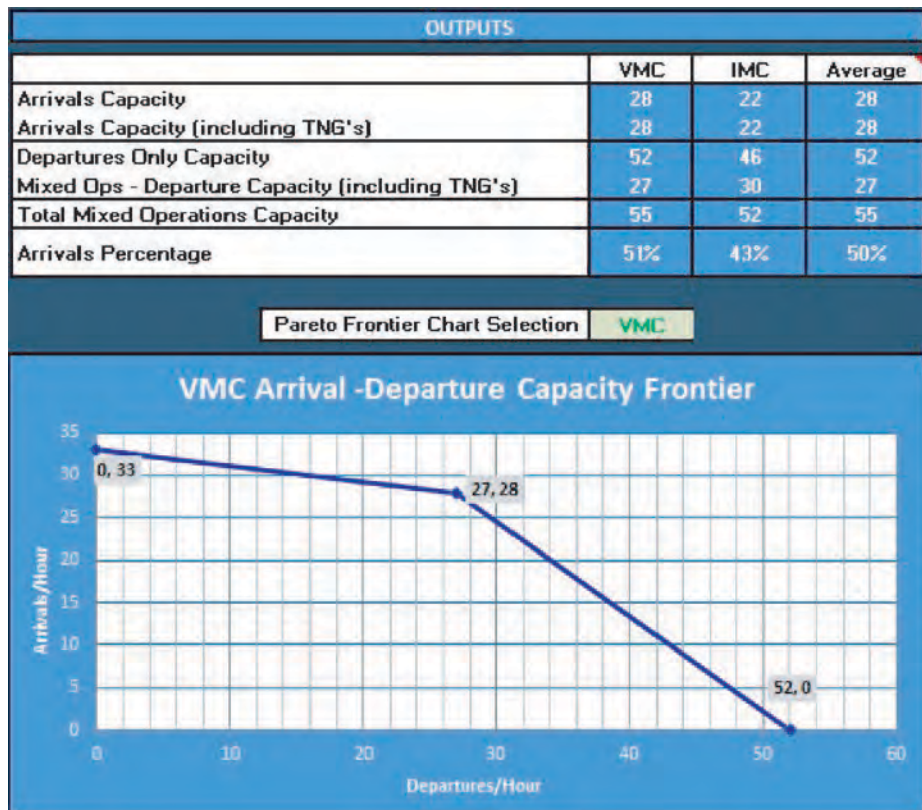 OUTPUTS
VMC IMC Average
Arrivals Capacity 28 22 28
Arrivals Capacity (including TNG's) 28 22 28
Departures Only Capacity 52 46 52
Mixed Ops - Departure Capacity (including TNG's) 27 30 27
Total Mixed Operations Capacity 55 52 55
Arrivals Percentage 51% 43% 50%
Pareto Frontier Chart Selection VMC
VMC Arrival -Departure Capacity Frontier
35
30
25
20
15
10
5
0
Arrivals/Hour
0, 33
27, 28
52, 0
0 10 20 30 40 50 60
Departures/Hour